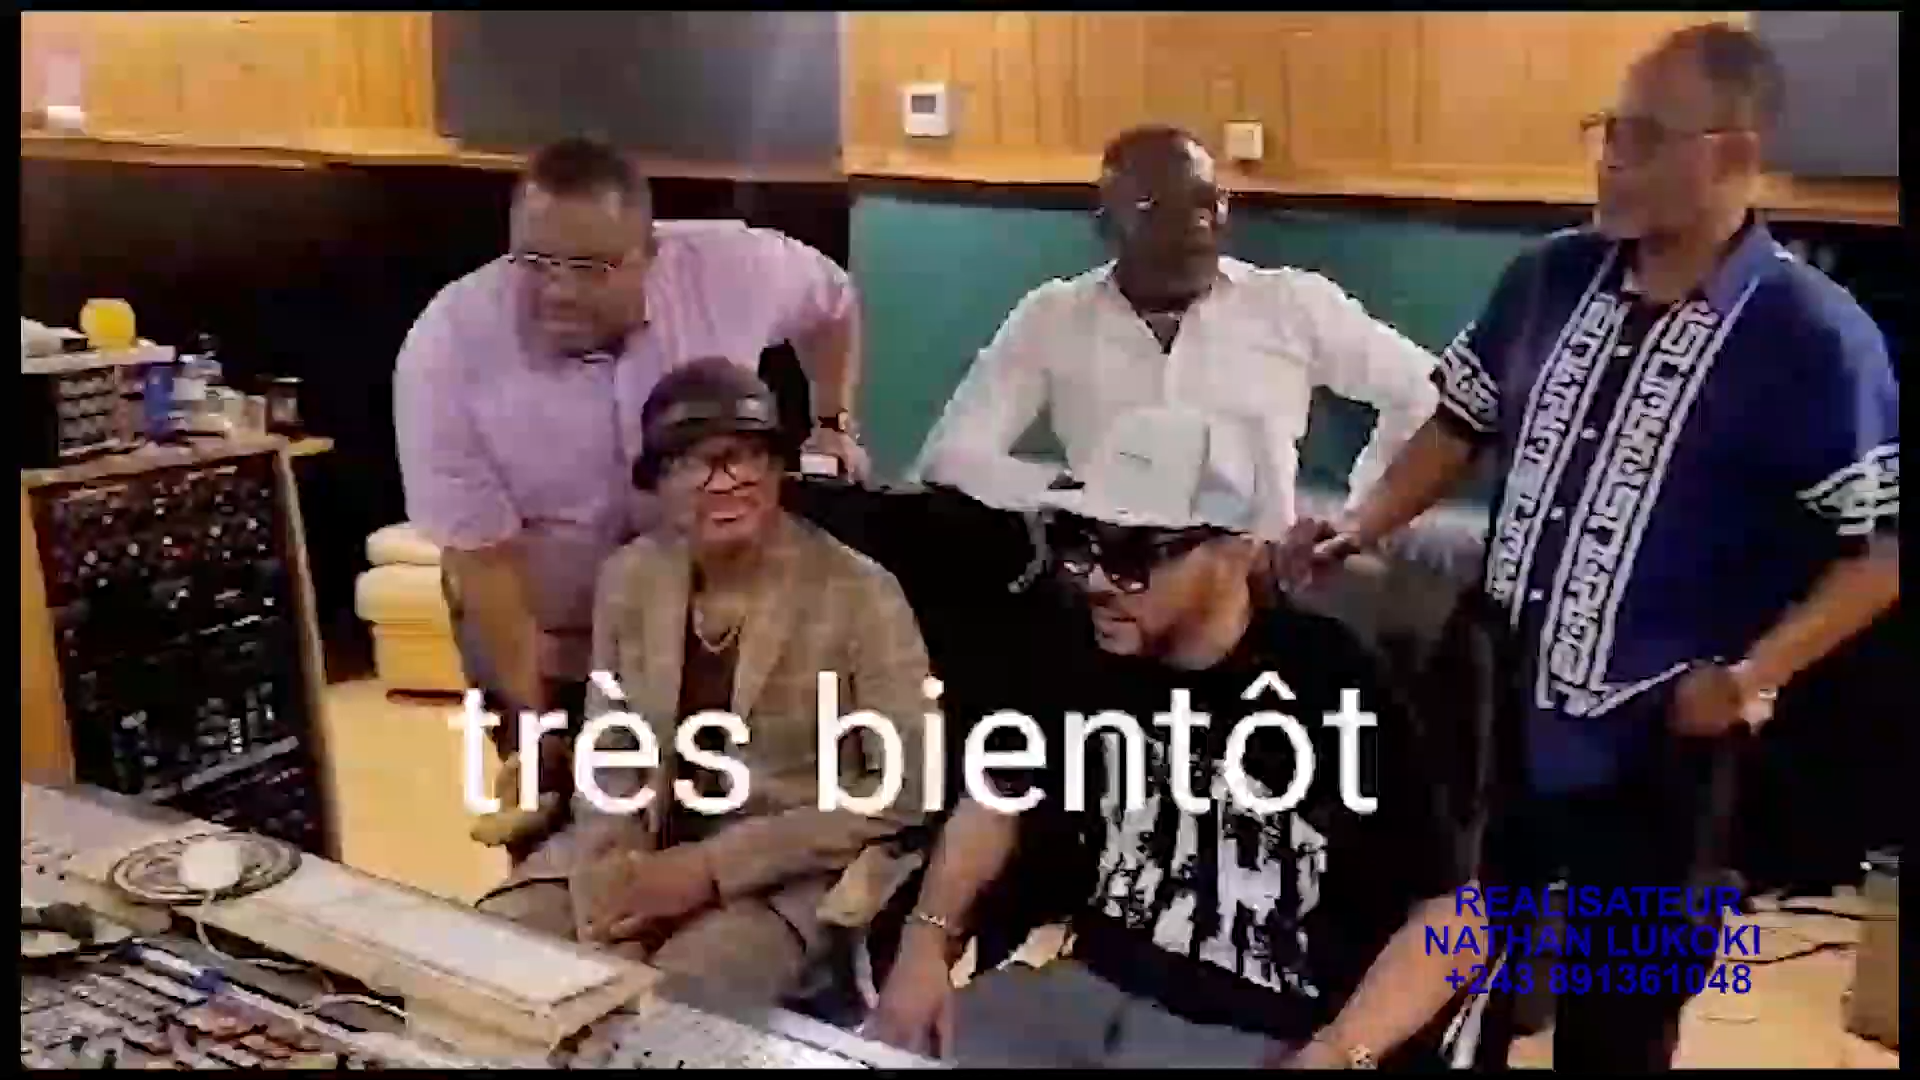 très bientôt
REALISATEUR
NATHAN LUKOKI
+243 891361048